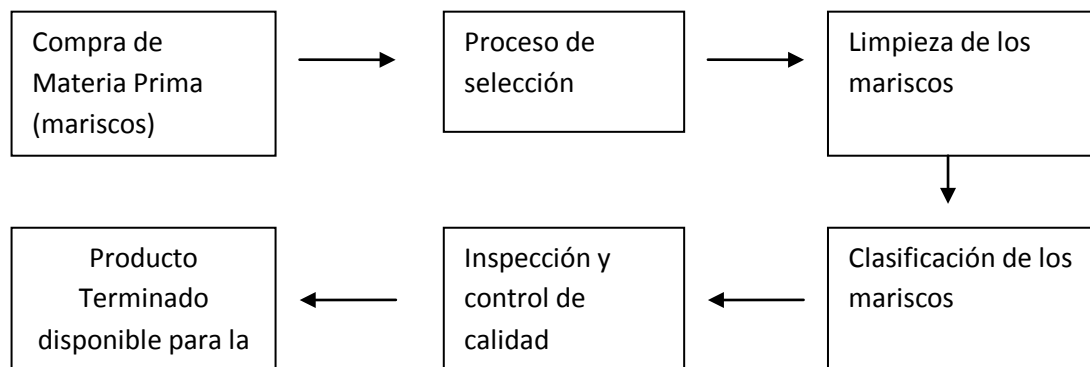 Compra de
Materia Prima
(mariscos)
Proceso de
selección
Limpieza de los
mariscos
Clasificación de los
mariscos
Inspección y
control de
calidad
Producto
Terminado
disponible para la